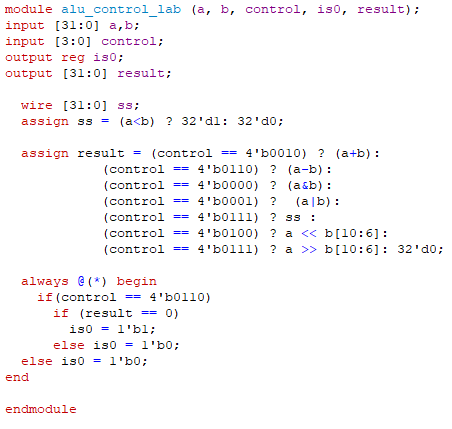 module alu_control_lab (a, b, control, is0, result);
input [31:0] a,b;
input [3:0] control;
output reg is0;
output [31:0] result;
wire [31:0] ss;
assign ss = (a<b) ? 32'd1: 32'd0;
assign result = (control == 4'b0010) ? (a+b):
(control == 4'b0110) ? (a-b):
(control == 4'b0000) ? (a&b):
(control == 4'b0001) ? (a|b):
(control == 4'b0111) ? ss :
(control == 4'b0100) ? a << b[10:6]:
(control == 4'b0111) ? a >> b[10:6]: 32'd0;
always @(*) begin
if(control == 4'b0110)
if (result == 0)
is0 = 1'b1;
else is0 = 1'b0;
else is0 = 1'b0;
end
endmodule